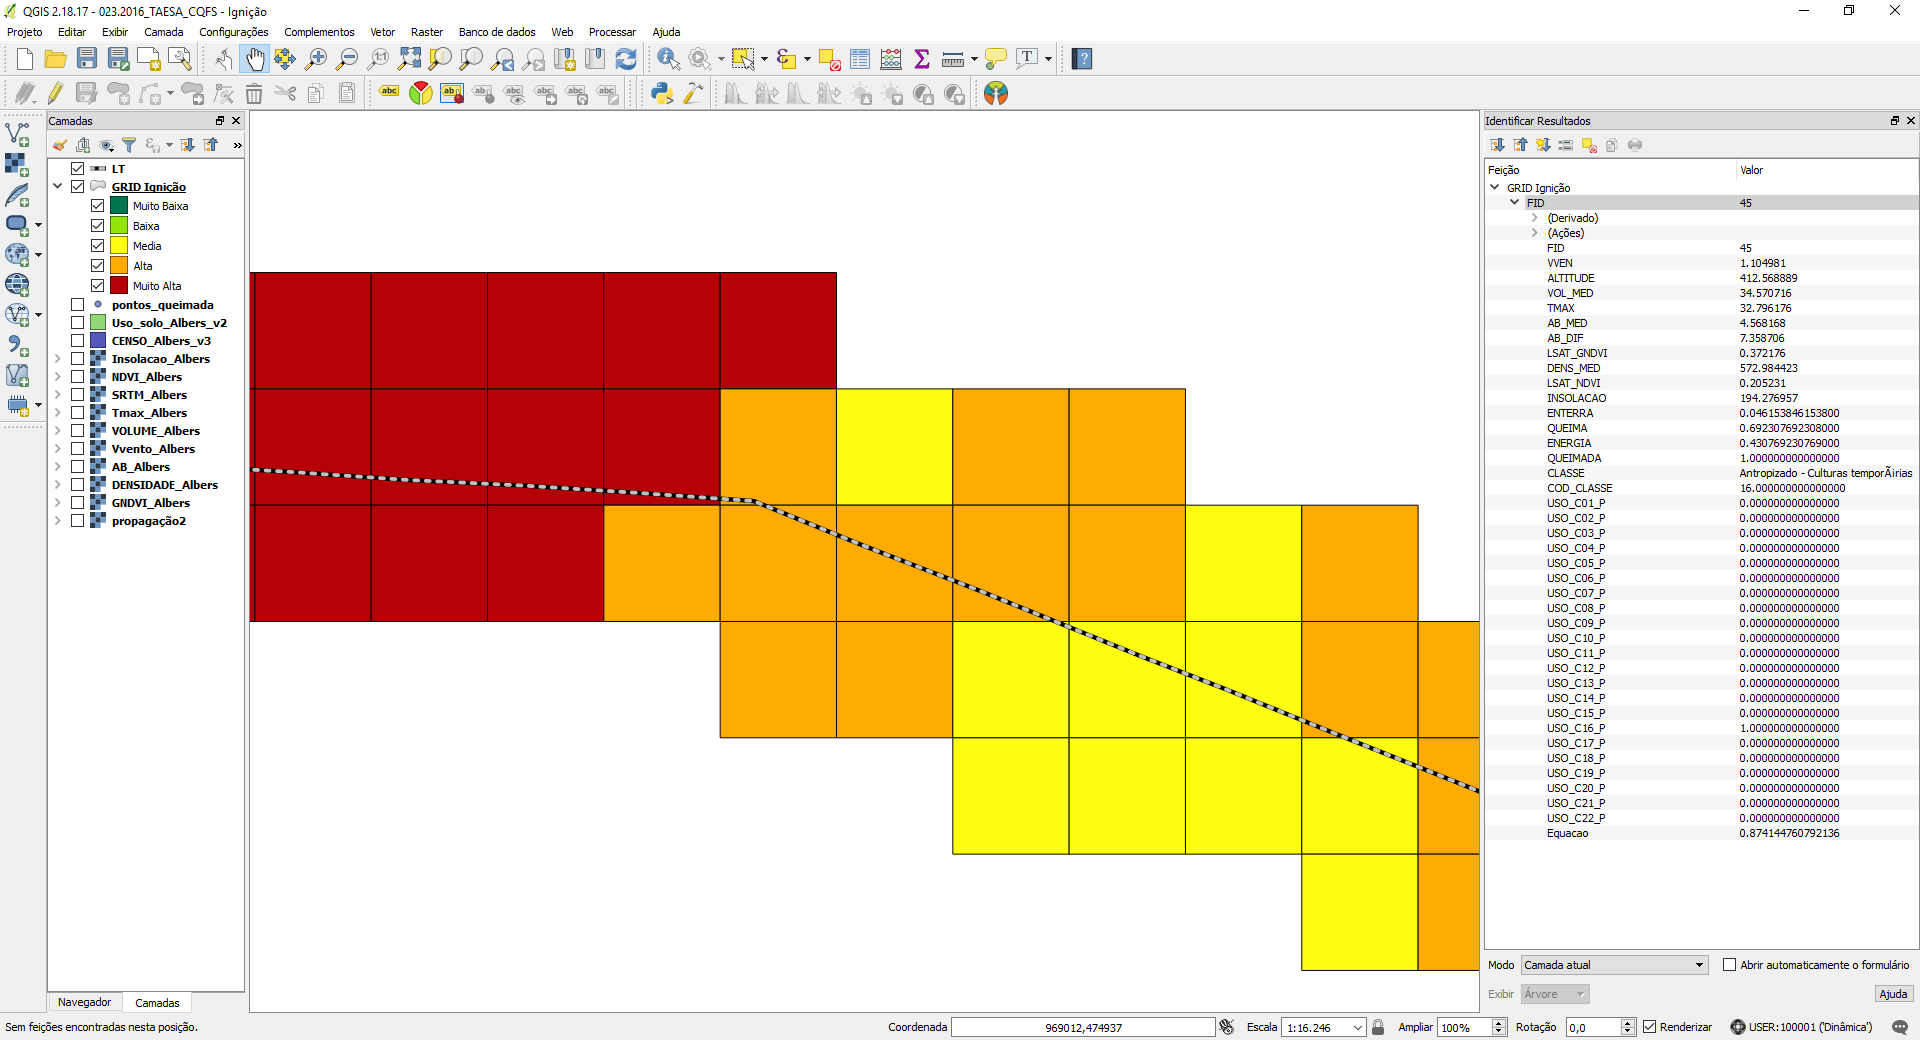 QGIS 2.18.17 - 023.2016_TAESA_CQFS - Ignição
Projeto Editar Exibir Camada Configurações Complementos Vetor Raster Banco de dados Web Processar Ajuda
Camadas
LT
GRID Ignição
Muito Baixa
Baixa
Media
Alta
Muito Alta
pontos_queimada
Uso_solo_Albers_v2
CENSO_Albers_v3
Insolacao_Albers
NDVI_Albers
SRTM_Albers
Tmax_Albers
VOLUME_Albers
Vvento_Albers
AB_Albers
DENSIDADE_Albers
GNDVI_Albers
propagação2
Navegador Camadas
Identificar Resultados
Feição Valor
GRID Ignição
FID 45
(Derivado)
(Ações)
FID 45
VVEN 1.104981
ALTITUDE 412.568889
VOL_MED 34.570716
TMAX 32.796176
AB_MED 4.568168
AB_DIF 7.358706
LSAT_GNDVI 0.372176
DENS_MED 572.984423
LSAT_NDVI 0.205231
INSOLACAO 194.276957
ENTERRA 0.046153846153800
QUEIMA 0.692307692308000
ENERGIA 0.430769230769000
QUEIMADA 1.000000000000000
CLASSE Antropizado - Culturas temporÃirias
COD_CLASSE 16.000000000000000
USO_C01_P 0.000000000000000
USO_C02_P 0.000000000000000
USO_C03_P 0.000000000000000
USO_C04_P 0.000000000000000
USO_C05_P 0.000000000000000
USO_C06_P 0.000000000000000
USO_C07_P 0.000000000000000
USO_C08_P 0.000000000000000
USO_C09_P 0.000000000000000
USO_C10_P 0.000000000000000
USO_C11_P 0.000000000000000
USO_C12_P 0.000000000000000
USO_C13_P 0.000000000000000
USO_C14_P 0.000000000000000
USO_C15_P 0.000000000000000
USO_C16_P 1.000000000000000
USO_C17_P 0.000000000000000
USO_C18_P 0.000000000000000
USO_C19_P 0.000000000000000
USO_C20_P 0.000000000000000
USO_C21_P 0.000000000000000
USO_C22_P 0.000000000000000
Equacao 0.874144760792136
Modo Camada atual Abrir automaticamente o formulário
Exibir Árvore Ajuda
Sem feições encontradas nesta posição. Coordenada 969012,474937 Escala 1:16.246 Ampliar 100% Rotação 0,0 Renderizar USER:100001 ('Dinâmica')